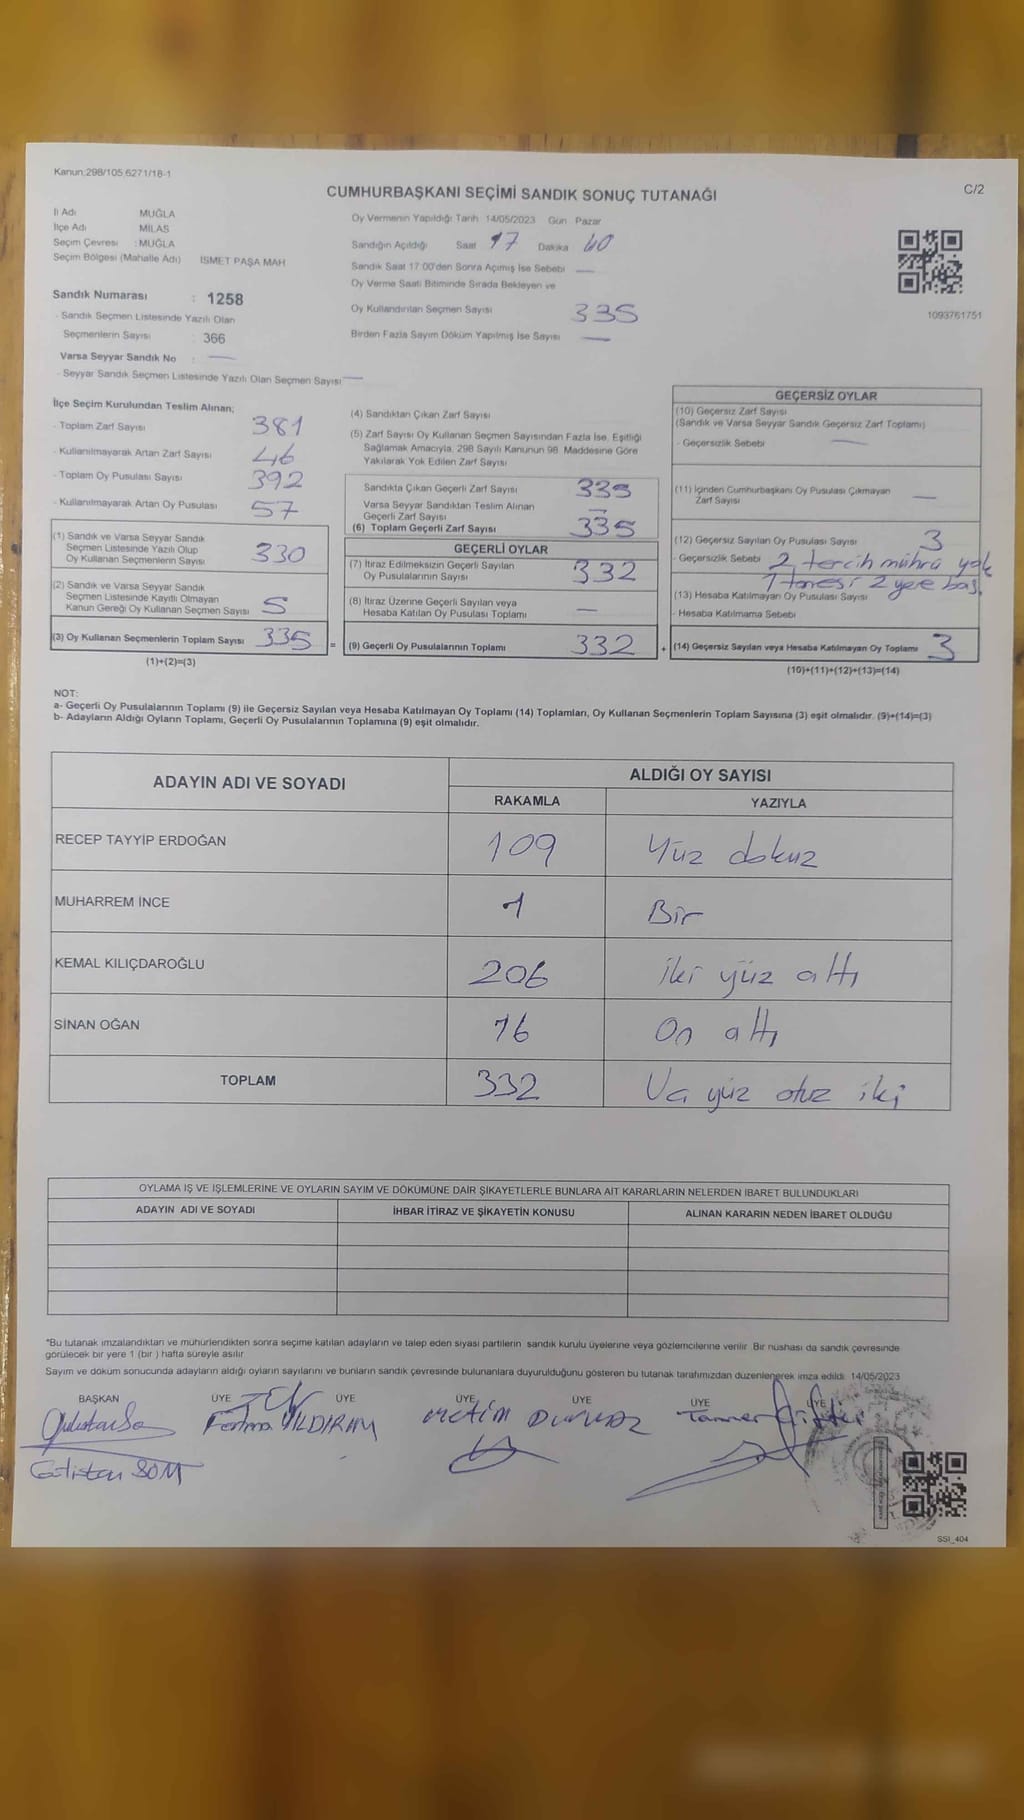 Kanun:298/105,6271/18-1
CUMHURBAŞKANI SEÇİMİ SANDIK SONUÇ TUTANAĞI
C/2
İl Adı MUĞLA
İlçe Adı MİLAS
Seçim Çevresi : MUĞLA
Seçim Bölgesi (Mahalle Adı) İSMET PAŞA MAH
Sandık Numarası : 1258
- Sandık Seçmen Listesinde Yazılı Olan
Seçmenlerin Sayısı : 366
Varsa Seyyar Sandık No : —
- Seyyar Sandık Seçmen Listesinde Yazılı Olan Seçmen Sayısı —
Oy Vermenin Yapıldığı Tarih 14/05/2023 Gün Pazar
Sandığın Açıldığı Saat 17 Dakika 40
Sandık Saat 17:00'den Sonra Açımış İse Sebebi —
Oy Verme Saati Bitiminde Sırada Bekleyen ve
Oy Kullandırılan Seçmen Sayısı 335
Birden Fazla Sayım Döküm Yapılmış İse Sayısı —
1093761751
İlçe Seçim Kurulundan Teslim Alınan;
- Toplam Zarf Sayısı 381
- Kullanılmayarak Artan Zarf Sayısı 46
- Toplam Oy Pusulası Sayısı 392
- Kullanılmayarak Artan Oy Pusulası 57
(1) Sandık ve Varsa Seyyar Sandık
Seçmen Listesinde Yazılı Olup
Oy Kullanan Seçmenlerin Sayısı 330
(2) Sandık ve Varsa Seyyar Sandık
Seçmen Listesinde Kayıtlı Olmayan
Kanun Gereği Oy Kullanan Seçmen Sayısı 5
(3) Oy Kullanan Seçmenlerin Toplam Sayısı 335 =
(1)+(2)=(3)
(4) Sandıktan Çıkan Zarf Sayısı
(5) Zarf Sayısı Oy Kullanan Seçmen Sayısından Fazla İse, Eşitliği
Sağlamak Amacıyla, 298 Sayılı Kanunun 98. Maddesine Göre
Yakılarak Yok Edilen Zarf Sayısı
Sandıkta Çıkan Geçerli Zarf Sayısı 335
Varsa Seyyar Sandıktan Teslim Alınan
Geçerli Zarf Sayısı —
(6) Toplam Geçerli Zarf Sayısı 335
GEÇERLİ OYLAR
(7) İtiraz Edilmeksizin Geçerli Sayılan
Oy Pusulalarının Sayısı 332
(8) İtiraz Üzerine Geçerli Sayılan veya
Hesaba Katılan Oy Pusulası Toplamı —
(9) Geçerli Oy Pusulalarının Toplamı 332 +
GEÇERSİZ OYLAR
(10) Geçersiz Zarf Sayısı
(Sandık ve Varsa Seyyar Sandık Geçersiz Zarf Toplamı)
- Geçersizlik Sebebi —
(11) İçinden Cumhurbaşkanı Oy Pusulası Çıkmayan
Zarf Sayısı —
(12) Geçersiz Sayılan Oy Pusulası Sayısı 3
- Geçersizlik Sebebi 2 tercih mührü yok
1 tanesi 2 yere bas.
(13) Hesaba Katılmayan Oy Pusulası Sayısı
- Hesaba Katılmama Sebebi
(14) Geçersiz Sayılan veya Hesaba Katılmayan Oy Toplamı 3
(10)+(11)+(12)+(13)=(14)
NOT:
a- Geçerli Oy Pusulalarının Toplamı (9) ile Geçersiz Sayılan veya Hesaba Katılmayan Oy Toplamı (14) Toplamları, Oy Kullanan Seçmenlerin Toplam Sayısına (3) eşit olmalıdır. (9)+(14)=(3)
b- Adayların Aldığı Oyların Toplamı, Geçerli Oy Pusulalarının Toplamına (9) eşit olmalıdır.
ADAYIN ADI VE SOYADI ALDIĞI OY SAYISI
RAKAMLA YAZIYLA
RECEP TAYYİP ERDOĞAN 109 Yüz dokuz
MUHARREM İNCE 1 Bir
KEMAL KILIÇDAROĞLU 206 iki yüz altı
SİNAN OĞAN 16 On altı
TOPLAM 332 Üç yüz otuz iki
OYLAMA İŞ VE İŞLEMLERİNE VE OYLARIN SAYIM VE DÖKÜMÜNE DAİR ŞİKAYETLERLE BUNLARA AİT KARARLARIN NELERDEN İBARET BULUNDUKLARI
ADAYIN ADI VE SOYADI İHBAR İTİRAZ VE ŞİKAYETİN KONUSU ALINAN KARARIN NEDEN İBARET OLDUĞU
*Bu tutanak imzalandıktan ve mühürlendikten sonra seçime katılan adayların ve talep eden siyasi partilerin sandık kurulu üyelerine veya gözlemcilerine verilir. Bir nüshası da sandık çevresinde
görülecek bir yere 1 (bir ) hafta süreyle asılır.
Sayım ve döküm sonucunda adayların aldığı oyların sayılarını ve bunların sandık çevresinde bulunanlara duyurulduğunu gösteren bu tutanak tarafımızdan düzenlenerek imza edildi. 14/05/2023
BAŞKAN ÜYE ÜYE ÜYE ÜYE ÜYE ÜYE
Fatma YILDIRIM Metin DURMAZ Taner
Gülistan SOM
SSI_404